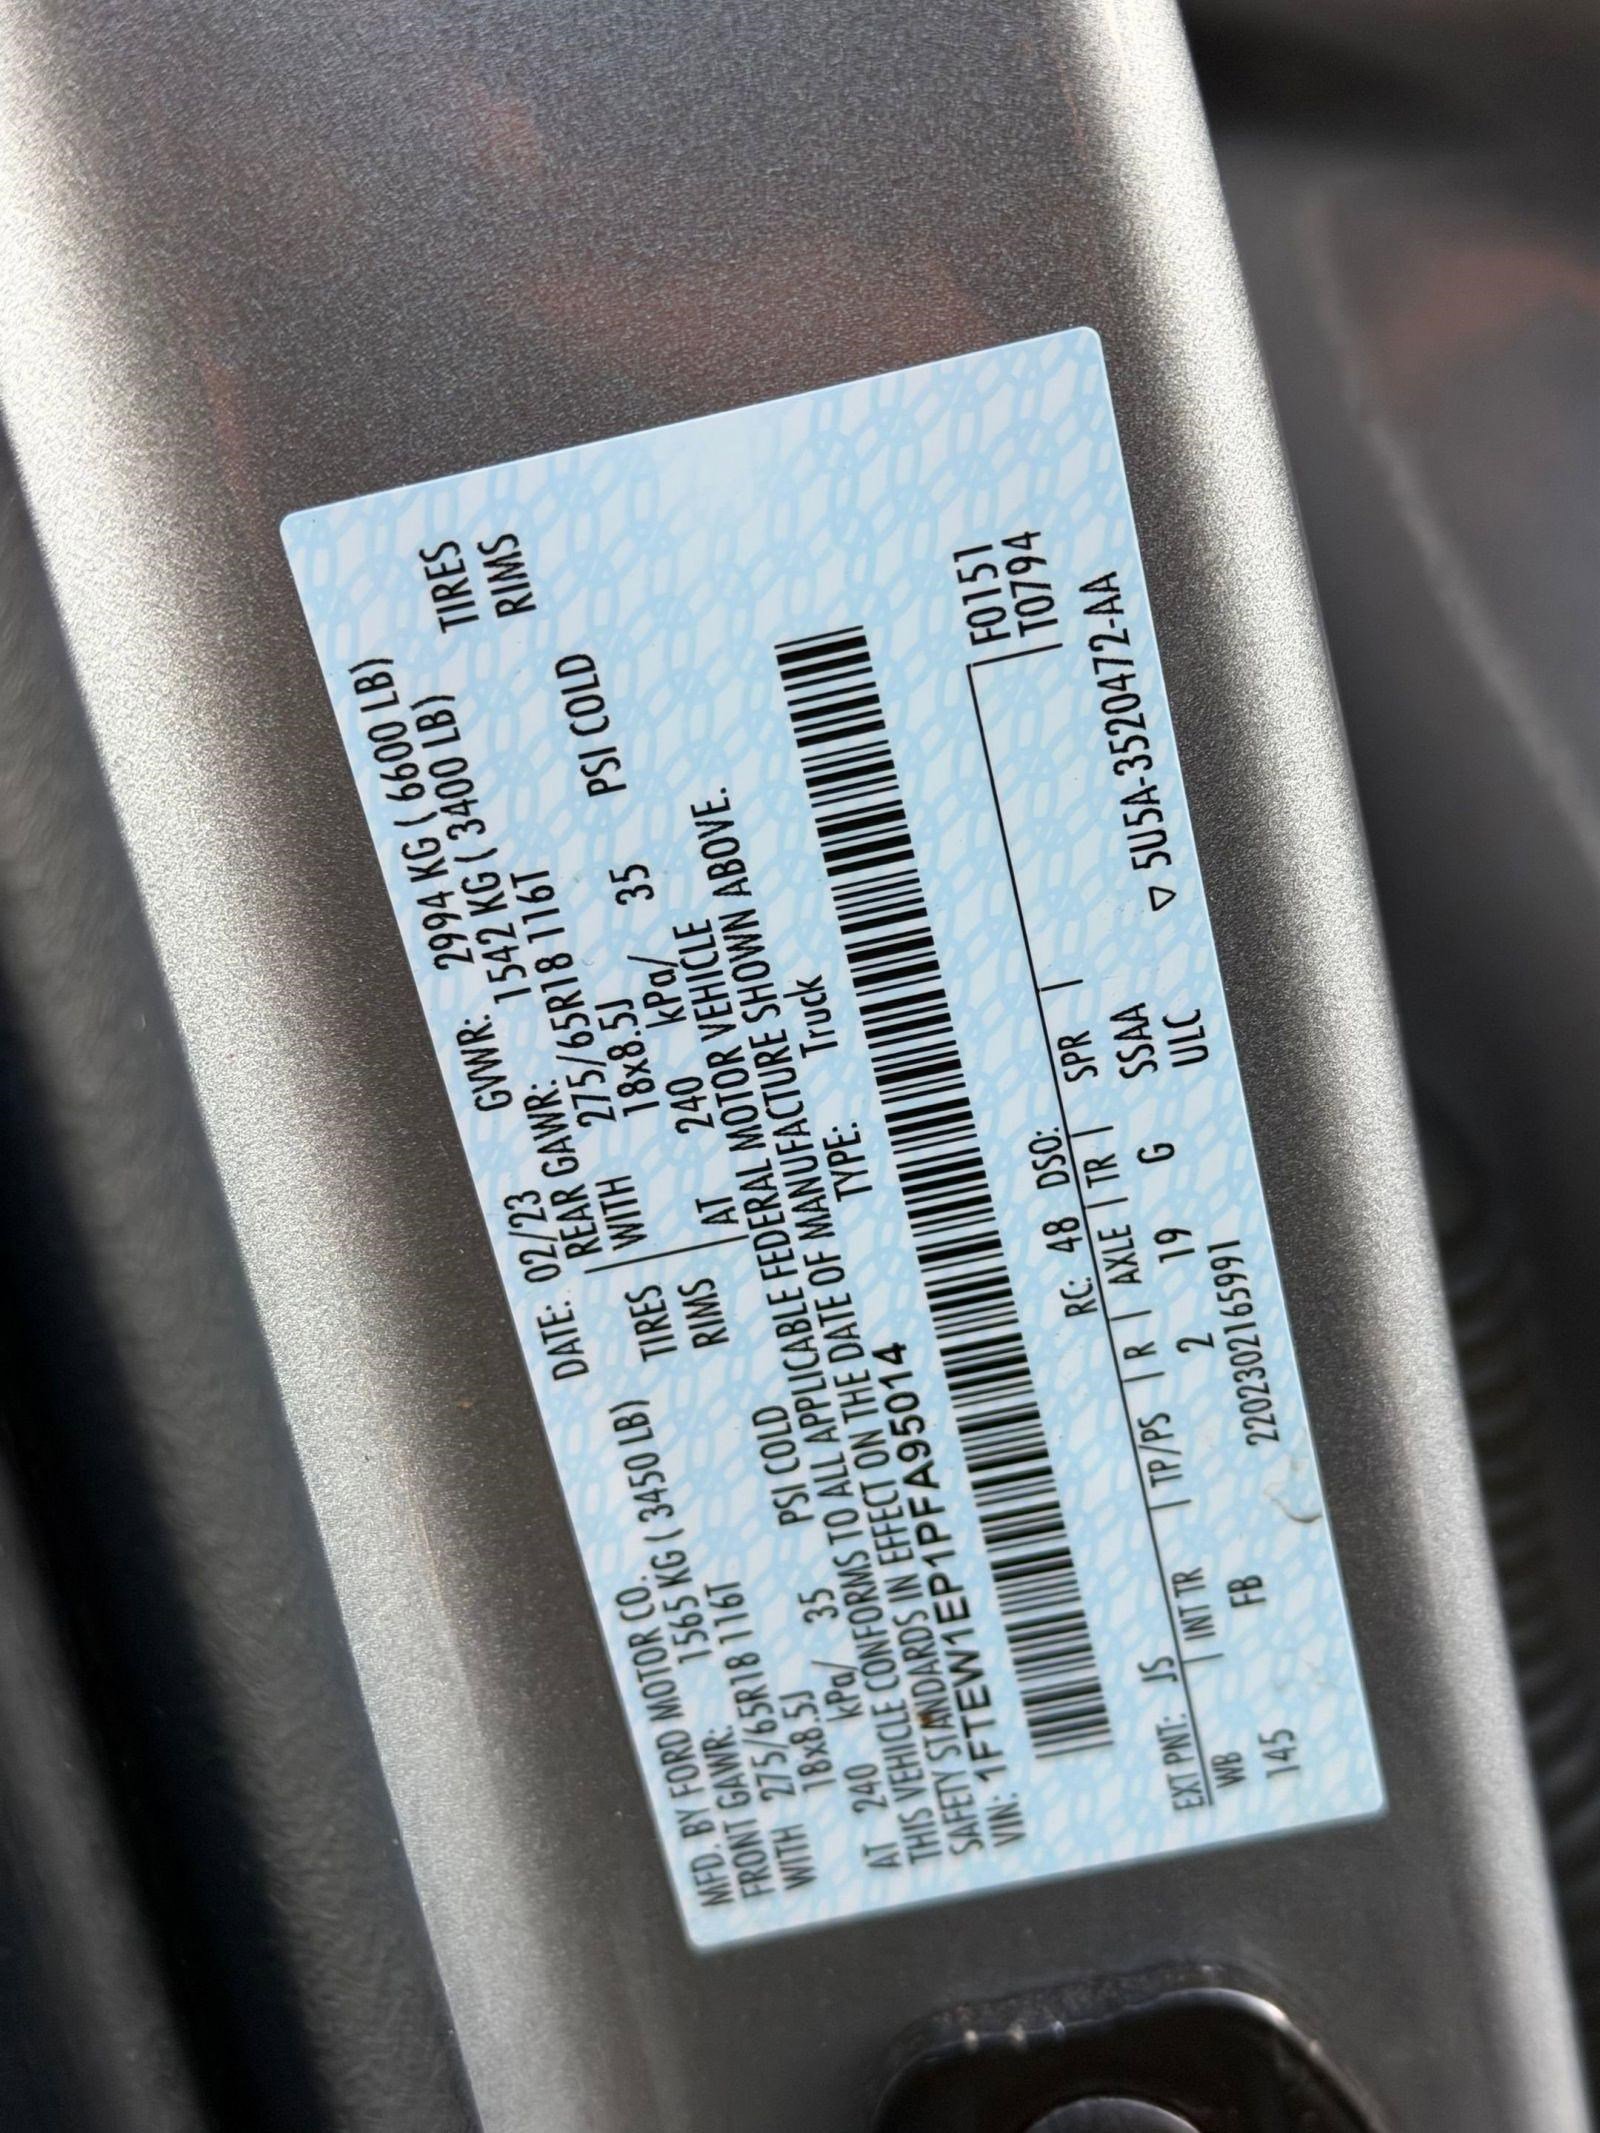 MFD. BY FORD MOTOR CO.
DATE: 02/23 GVWR: 2994 KG ( 6600 LB)
FRONT GAWR: 1565 KG ( 3450 LB) REAR GAWR: 1542 KG ( 3400 LB)
WITH 275/65R18 116T TIRES WITH 275/65R18 116T TIRES
18x8.5J RIMS 18x8.5J RIMS
AT 240 kPa/ 35 PSI COLD AT 240 kPa/ 35 PSI COLD
THIS VEHICLE CONFORMS TO ALL APPLICABLE FEDERAL MOTOR VEHICLE
SAFETY STANDARDS IN EFFECT ON THE DATE OF MANUFACTURE SHOWN ABOVE.
VIN: 1FTEW1EP1PFA95014 TYPE: Truck
F0151
T0794
EXT PNT: JS RC: 48 DSO:
WB INT TR TP/PS R AXLE TR SPR
145 FB 2 19 G SSAA
2202302165991 ULC ▽ 5U5A-3520472-AA